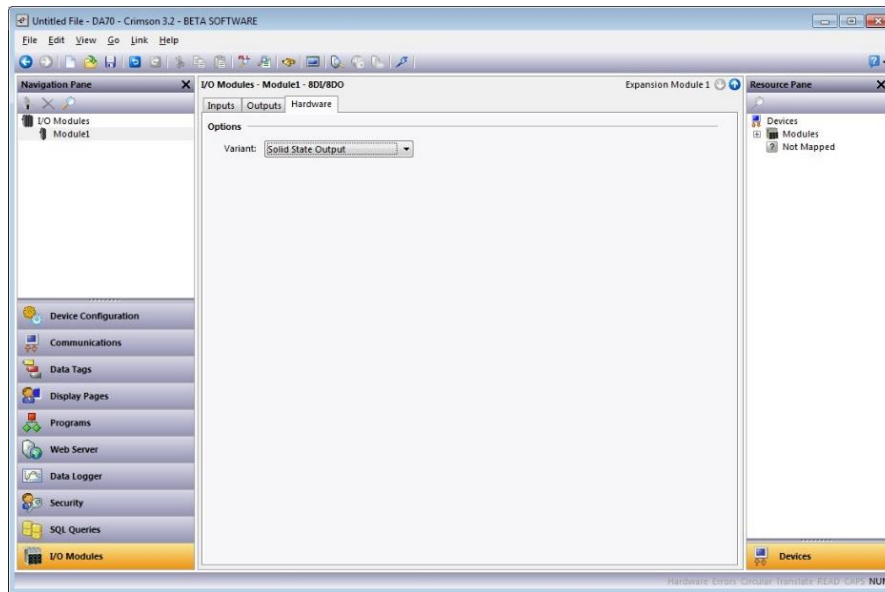 Untitled File - DA70 - Crimson 3.2 - BETA SOFTWARE
File Edit View Go Link Help
Navigation Pane
I/O Modules - Module1 - 8DI/8DO
Expansion Module 1
Resource Pane
I/O Modules
Module1
Inputs Outputs Hardware
Options
Variant: Solid State Output
Devices
Modules
Not Mapped
Device Configuration
Communications
Data Tags
Display Pages
Programs
Web Server
Data Logger
Security
SQL Queries
I/O Modules
Devices
Hardware Errors Circular Translate READ CAPS NUM